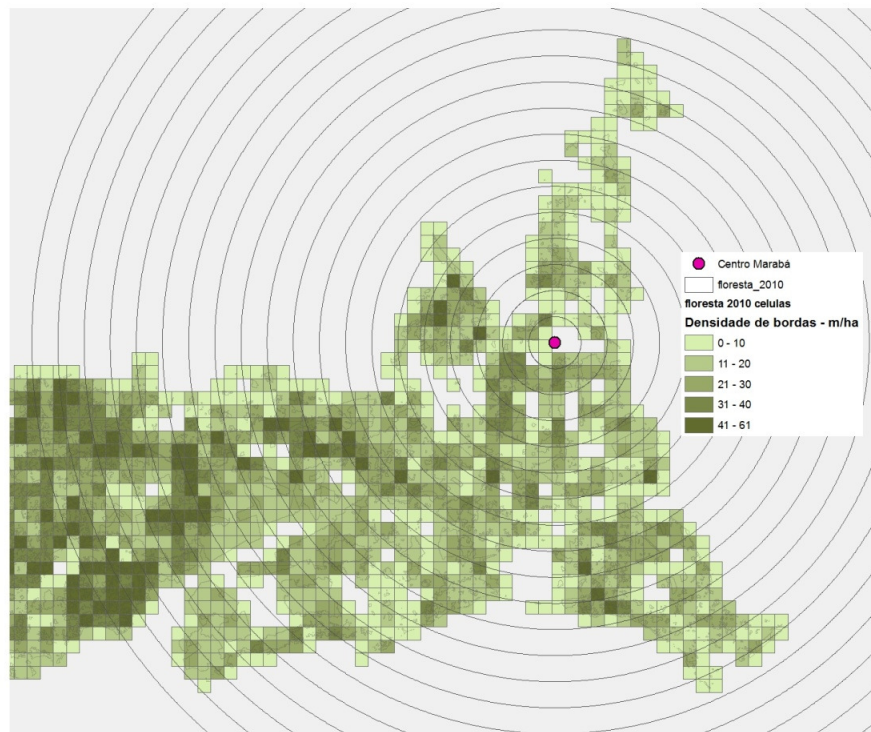 Centro Marabá
floresta_2010
floresta 2010 celulas
Densidade de bordas - m/ha
0 - 10
11 - 20
21 - 30
31 - 40
41 - 61